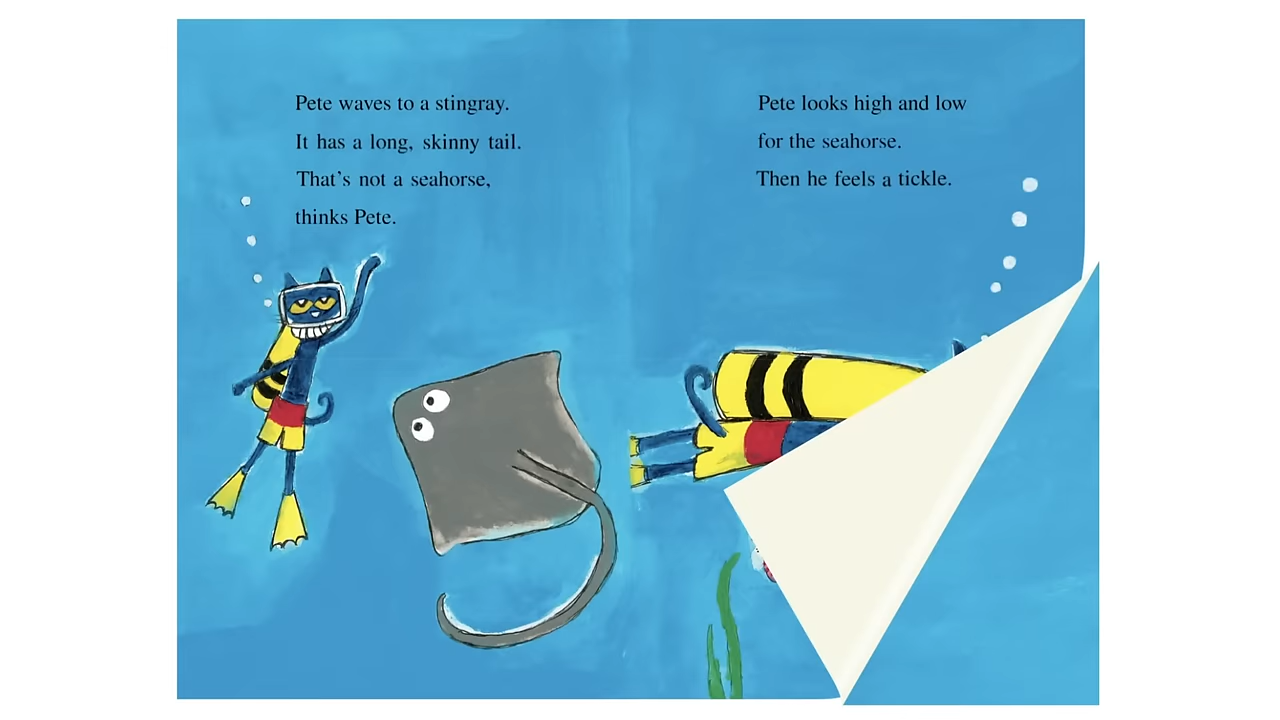 Pete waves to a stingray.
It has a long, skinny tail.
That's not a seahorse,
thinks Pete.
Pete looks high and low
for the seahorse.
Then he feels a tickle.